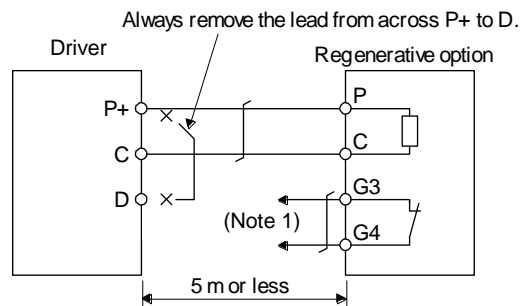 Always remove the lead from across P+ to D.
Driver
Regenerative option
P+
P
C
C
D
G3
(Note 1)
G4
5 m or less